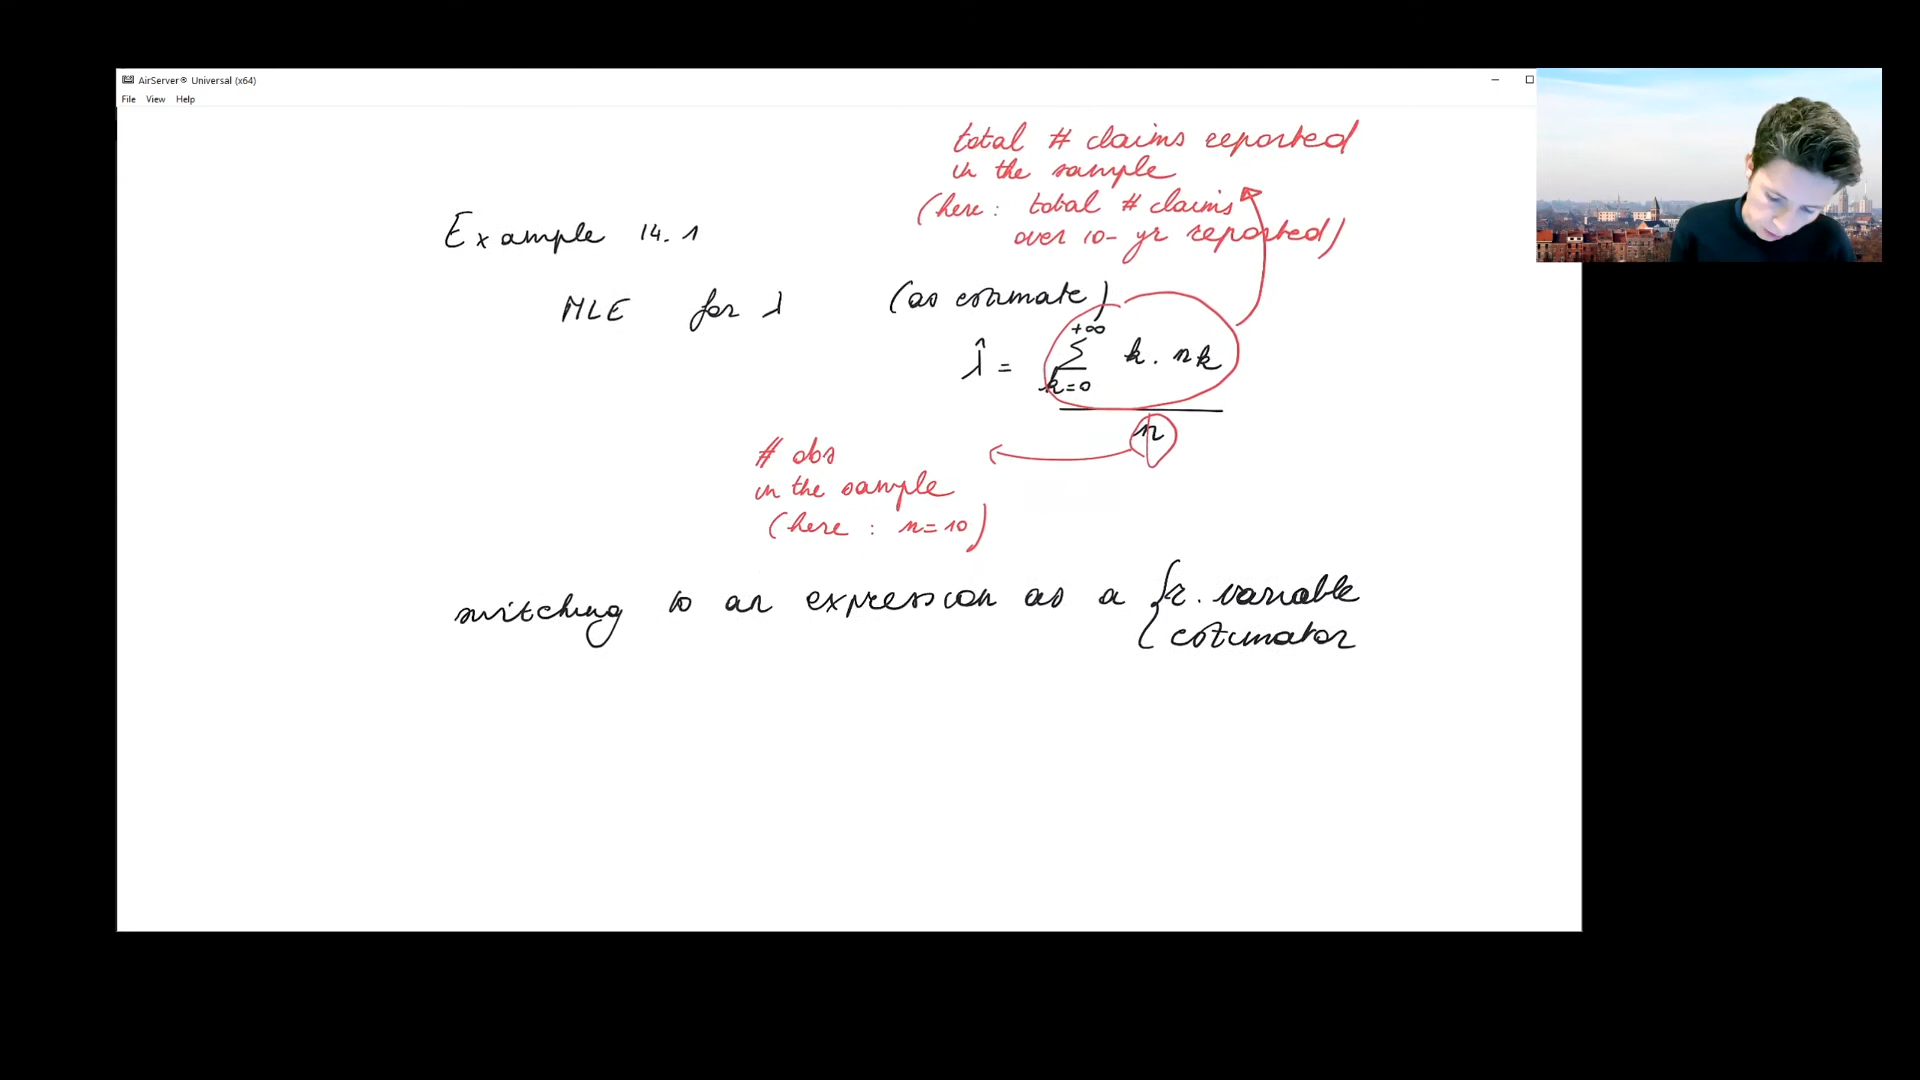 AirServer® Universal (x64)
File View Help
total # claims reported
in the sample
(here: total # claims
over 10-yr reported)
Example 14.1
MLE for λ (as estimate)
λ̂ = +∞
Σ k. nk
k=0
n
# obs
in the sample
(here : n=10)
switching to an expression as a { r. variable
estimator